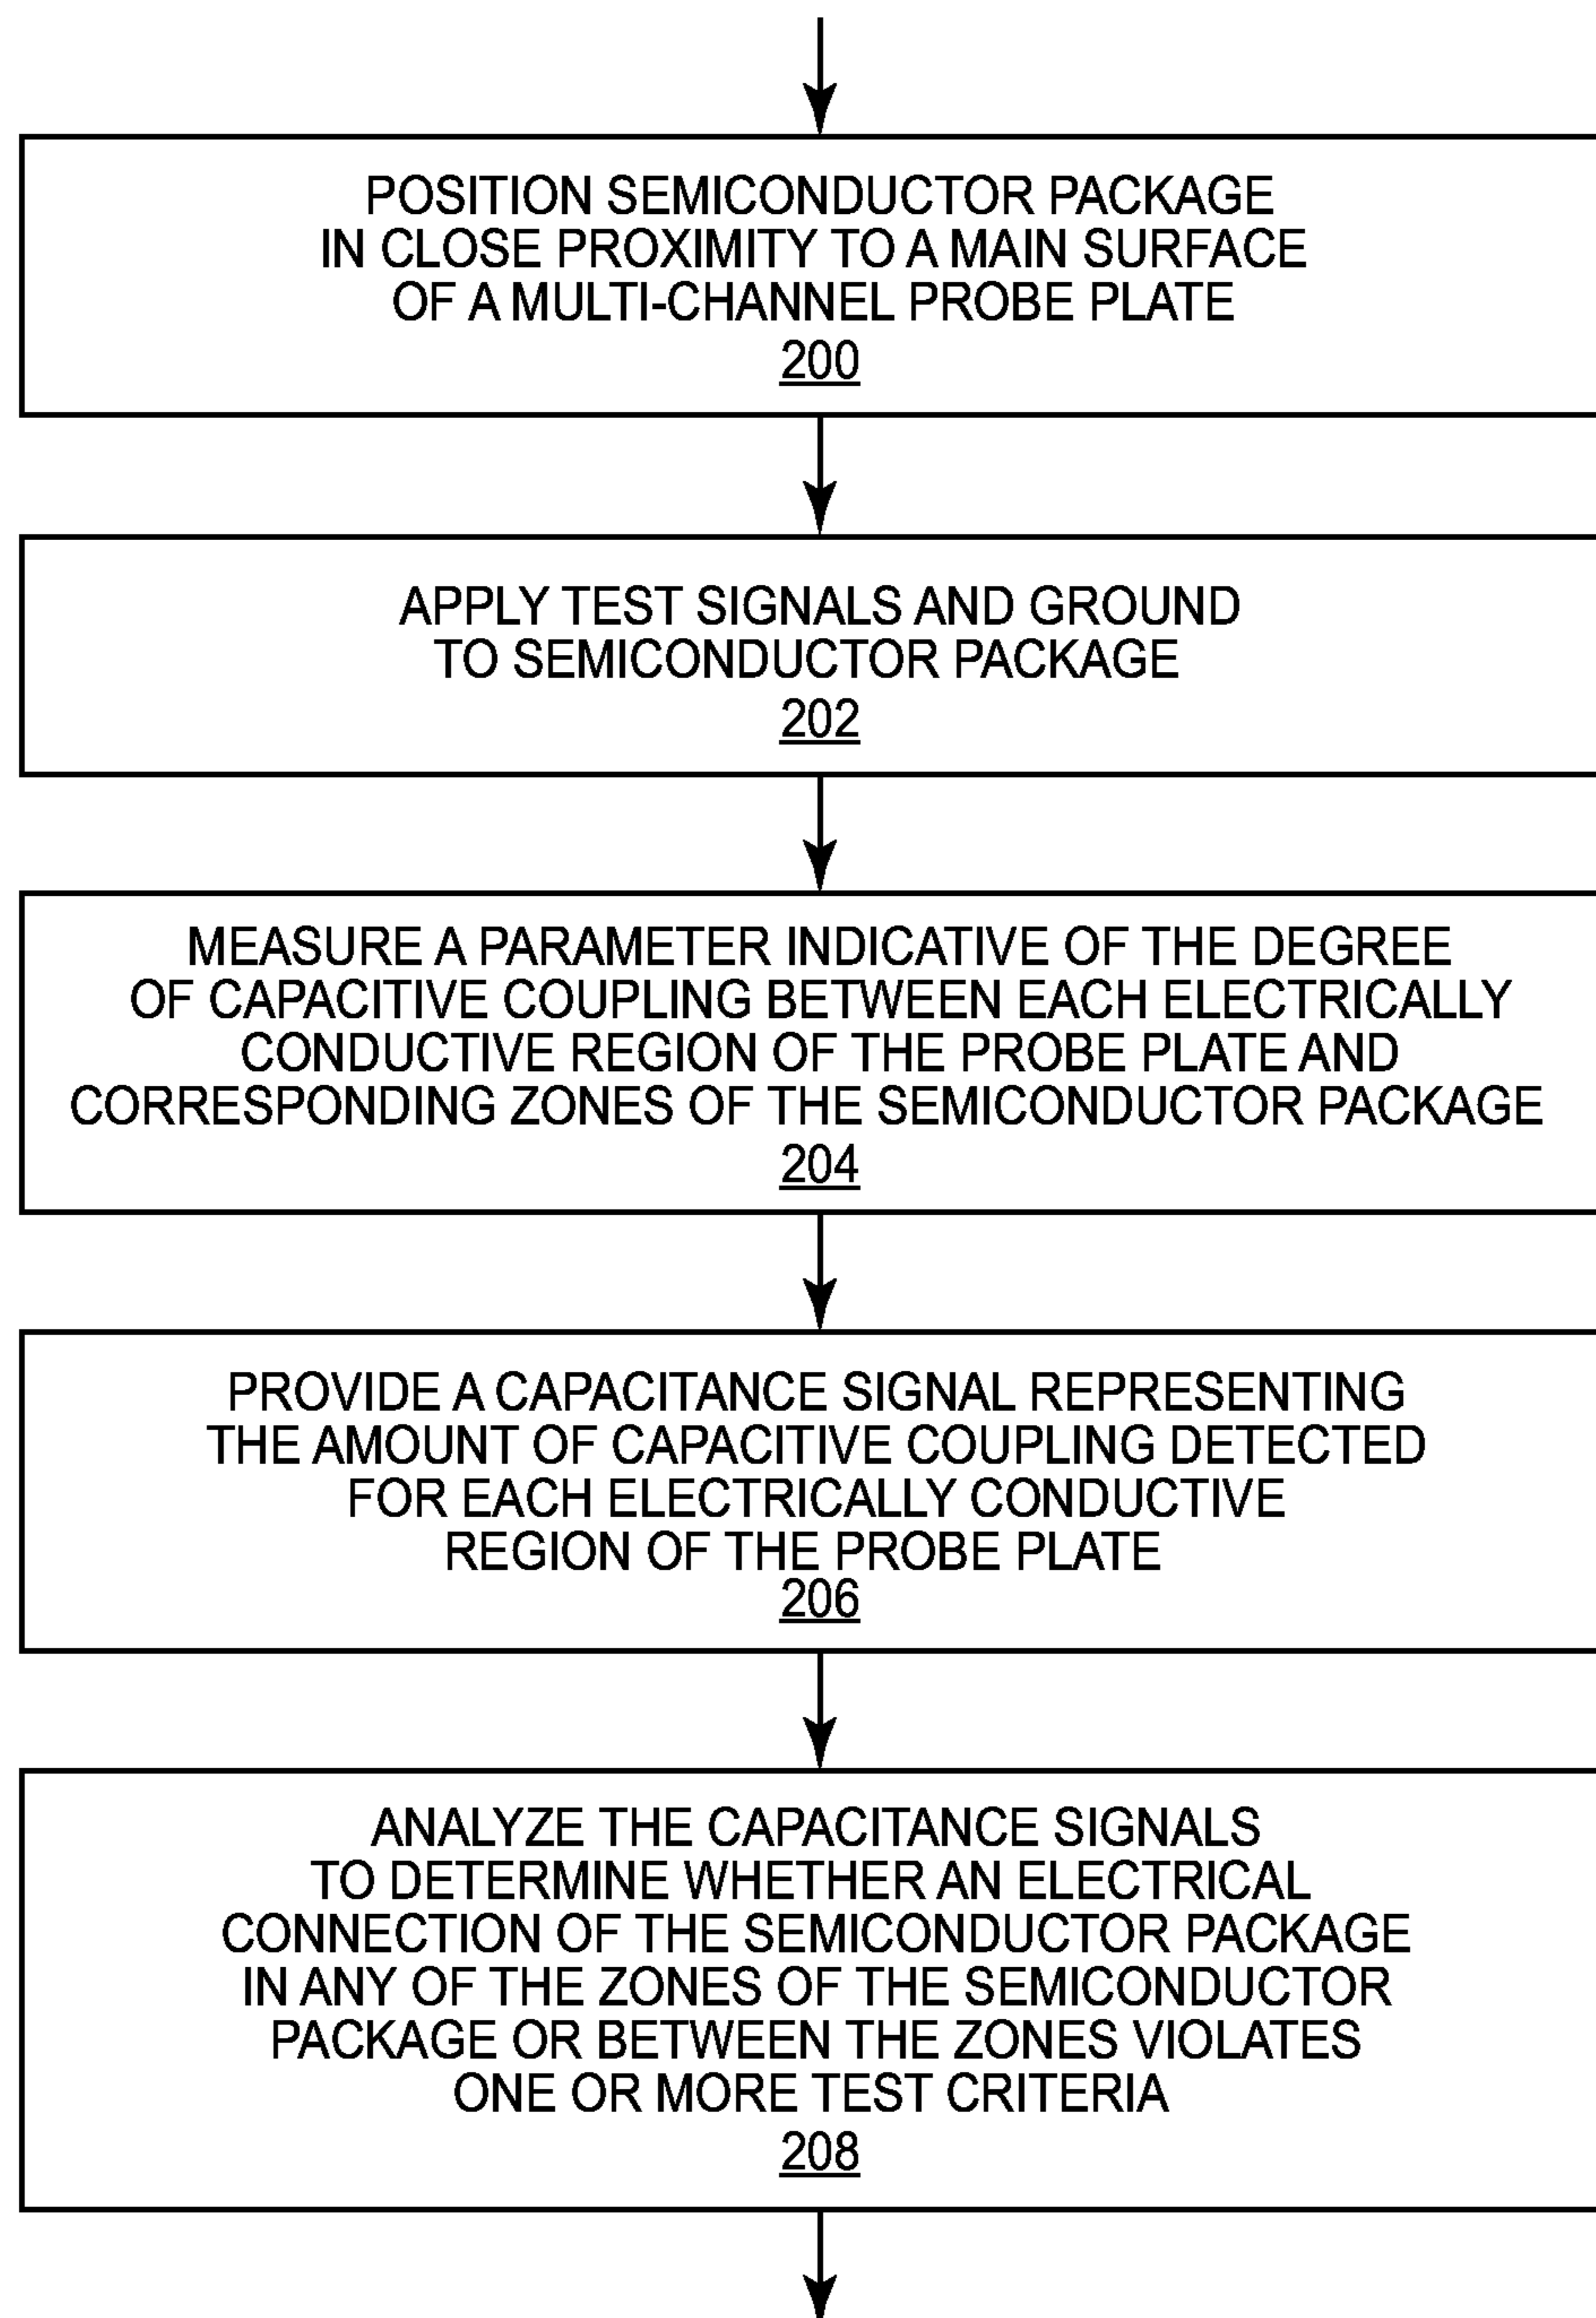 POSITION SEMICONDUCTOR PACKAGE
IN CLOSE PROXIMITY TO A MAIN SURFACE
OF A MULTI-CHANNEL PROBE PLATE
200
APPLY TEST SIGNALS AND GROUND
TO SEMICONDUCTOR PACKAGE
202
MEASURE A PARAMETER INDICATIVE OF THE DEGREE
OF CAPACITIVE COUPLING BETWEEN EACH ELECTRICALLY
CONDUCTIVE REGION OF THE PROBE PLATE AND
CORRESPONDING ZONES OF THE SEMICONDUCTOR PACKAGE
204
PROVIDE A CAPACITANCE SIGNAL REPRESENTING
THE AMOUNT OF CAPACITIVE COUPLING DETECTED
FOR EACH ELECTRICALLY CONDUCTIVE
REGION OF THE PROBE PLATE
206
ANALYZE THE CAPACITANCE SIGNALS
TO DETERMINE WHETHER AN ELECTRICAL
CONNECTION OF THE SEMICONDUCTOR PACKAGE
IN ANY OF THE ZONES OF THE SEMICONDUCTOR
PACKAGE OR BETWEEN THE ZONES VIOLATES
ONE OR MORE TEST CRITERIA
208